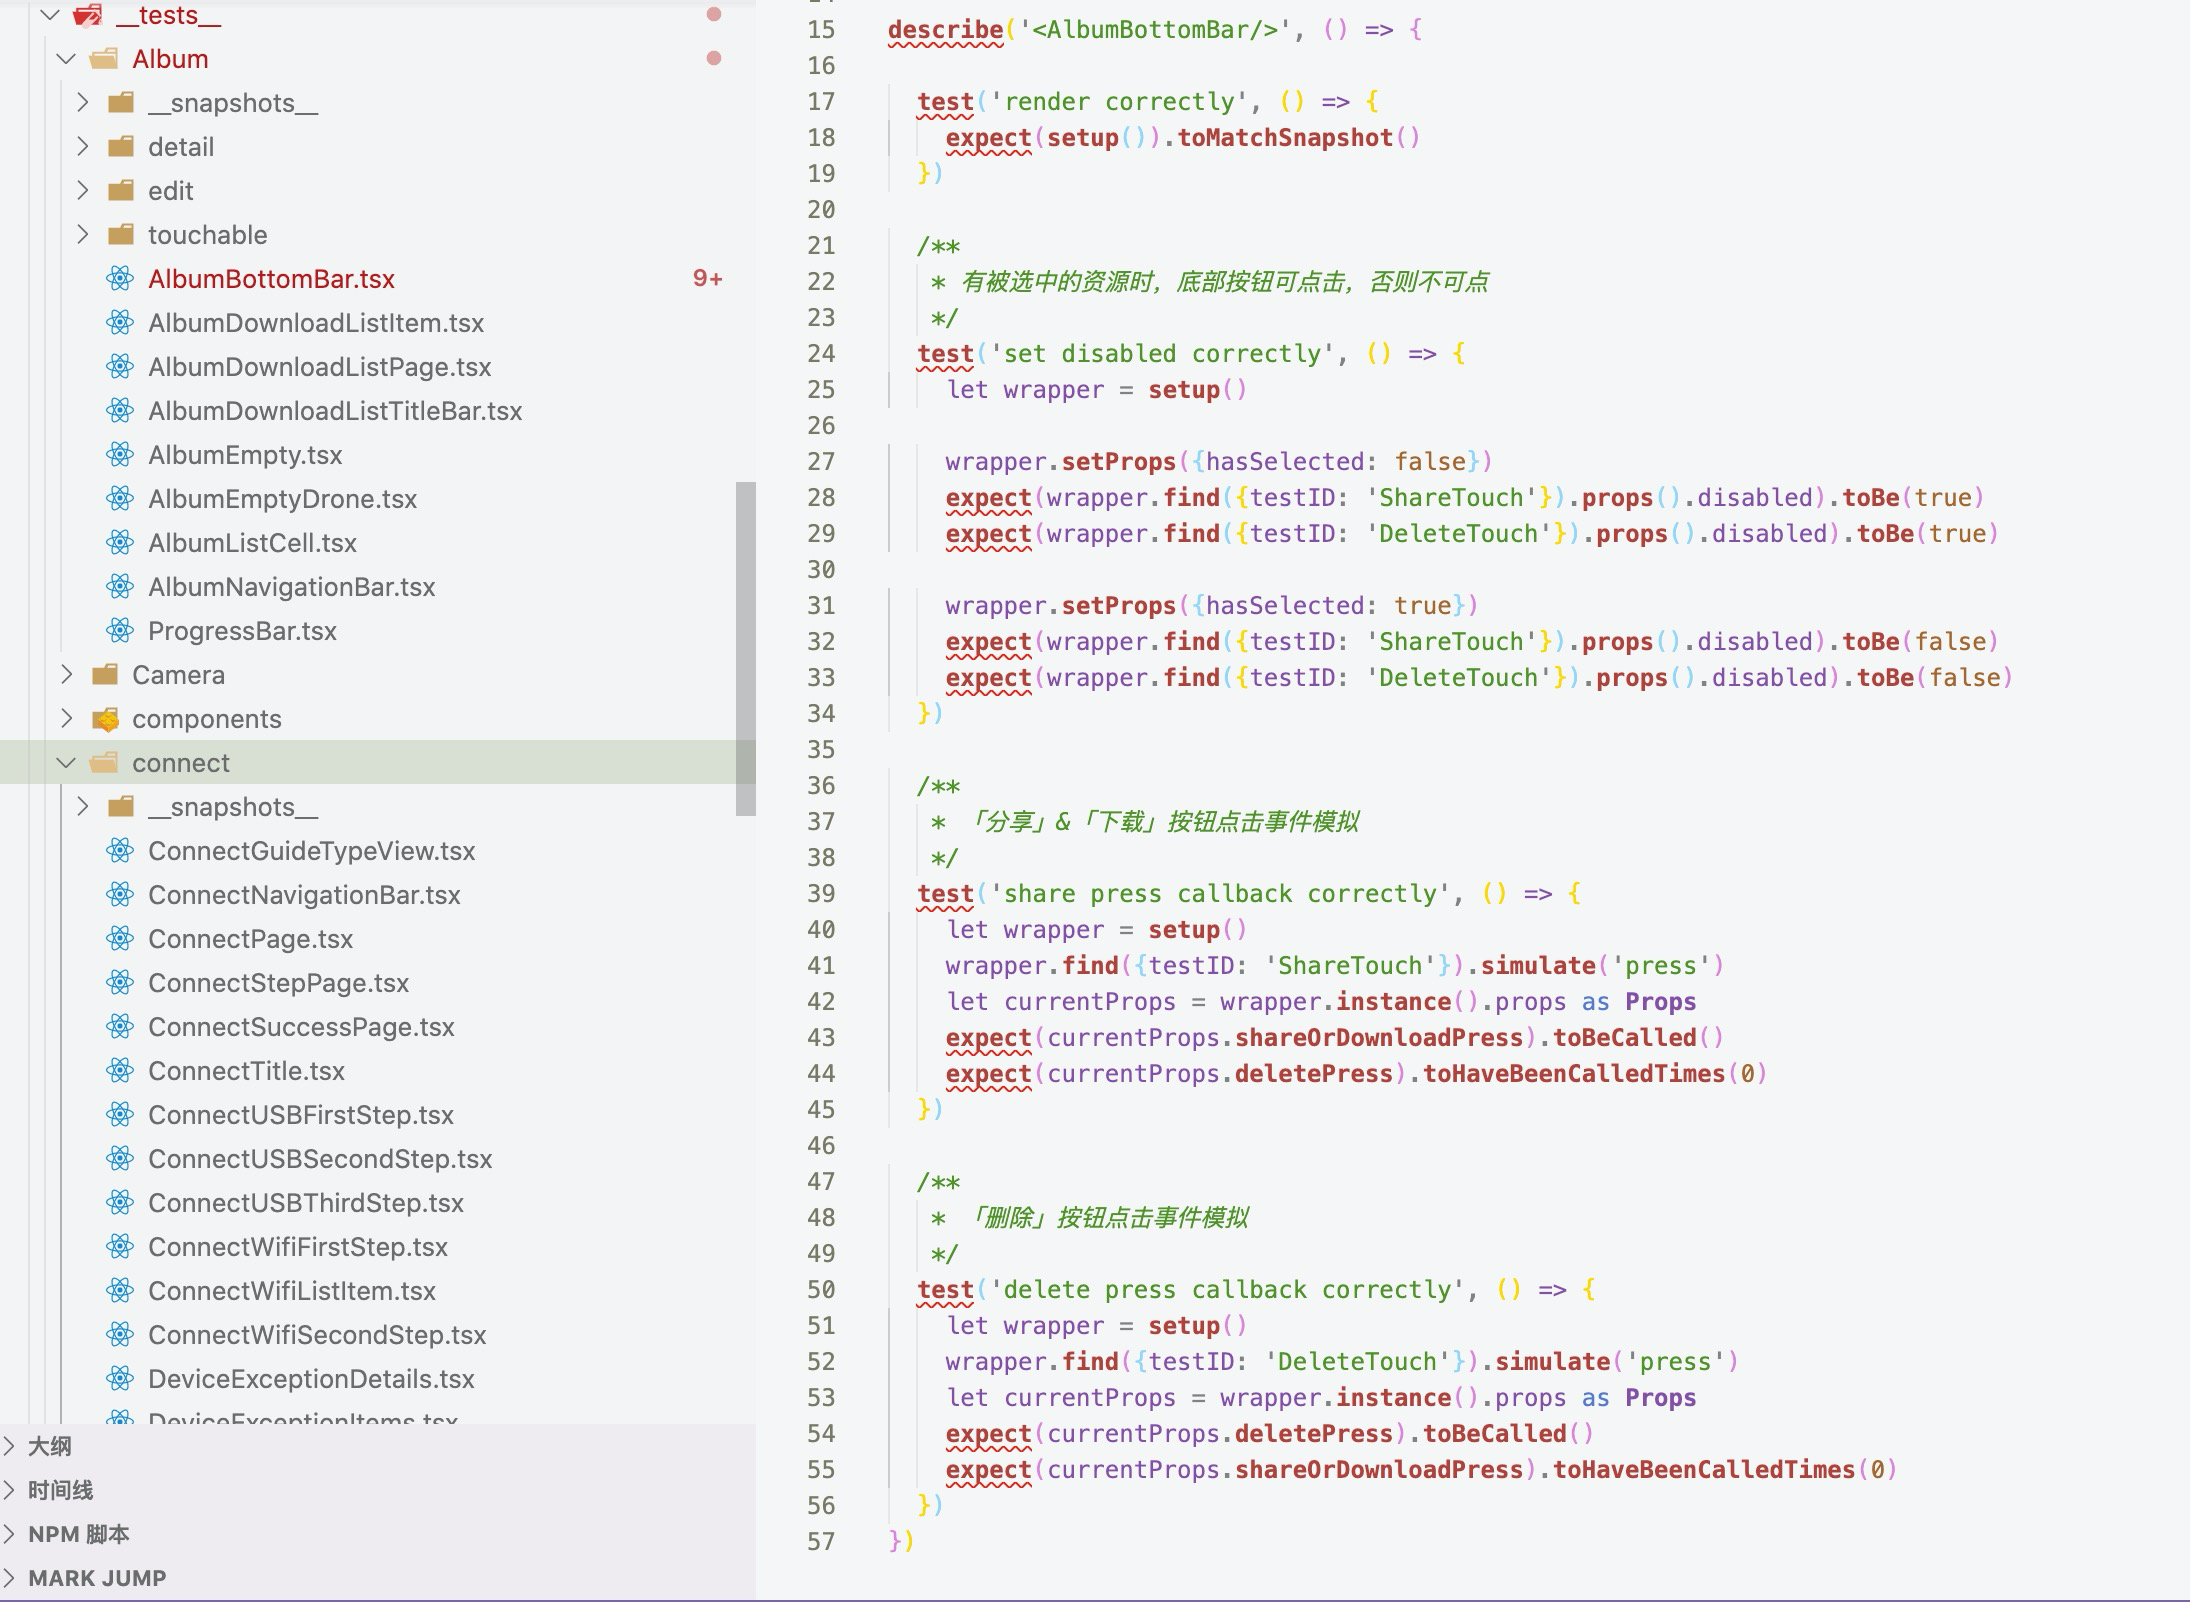 __tests__
Album
__snapshots__
detail
edit
touchable
AlbumBottomBar.tsx 9+
AlbumDownloadListItem.tsx
AlbumDownloadListPage.tsx
AlbumDownloadListTitleBar.tsx
AlbumEmpty.tsx
AlbumEmptyDrone.tsx
AlbumListCell.tsx
AlbumNavigationBar.tsx
ProgressBar.tsx
Camera
components
connect
__snapshots__
ConnectGuideTypeView.tsx
ConnectNavigationBar.tsx
ConnectPage.tsx
ConnectStepPage.tsx
ConnectSuccessPage.tsx
ConnectTitle.tsx
ConnectUSBFirstStep.tsx
ConnectUSBSecondStep.tsx
ConnectUSBThirdStep.tsx
ConnectWifiFirstStep.tsx
ConnectWifiListItem.tsx
ConnectWifiSecondStep.tsx
DeviceExceptionDetails.tsx
DeviceExceptionItems.tsx
大纲
时间线
NPM 脚本
MARK JUMP
15 describe('<AlbumBottomBar/>', () => {
16
17 test('render correctly', () => {
18 expect(setup()).toMatchSnapshot()
19 })
20
21 /**
22 * 有被选中的资源时，底部按钮可点击，否则不可点
23 */
24 test('set disabled correctly', () => {
25 let wrapper = setup()
26
27 wrapper.setProps({hasSelected: false})
28 expect(wrapper.find({testID: 'ShareTouch'}).props().disabled).toBe(true)
29 expect(wrapper.find({testID: 'DeleteTouch'}).props().disabled).toBe(true)
30
31 wrapper.setProps({hasSelected: true})
32 expect(wrapper.find({testID: 'ShareTouch'}).props().disabled).toBe(false)
33 expect(wrapper.find({testID: 'DeleteTouch'}).props().disabled).toBe(false)
34 })
35
36 /**
37 * 「分享」&「下载」按钮点击事件模拟
38 */
39 test('share press callback correctly', () => {
40 let wrapper = setup()
41 wrapper.find({testID: 'ShareTouch'}).simulate('press')
42 let currentProps = wrapper.instance().props as Props
43 expect(currentProps.shareOrDownloadPress).toBeCalled()
44 expect(currentProps.deletePress).toHaveBeenCalledTimes(0)
45 })
46
47 /**
48 * 「删除」按钮点击事件模拟
49 */
50 test('delete press callback correctly', () => {
51 let wrapper = setup()
52 wrapper.find({testID: 'DeleteTouch'}).simulate('press')
53 let currentProps = wrapper.instance().props as Props
54 expect(currentProps.deletePress).toBeCalled()
55 expect(currentProps.shareOrDownloadPress).toHaveBeenCalledTimes(0)
56 })
57 })